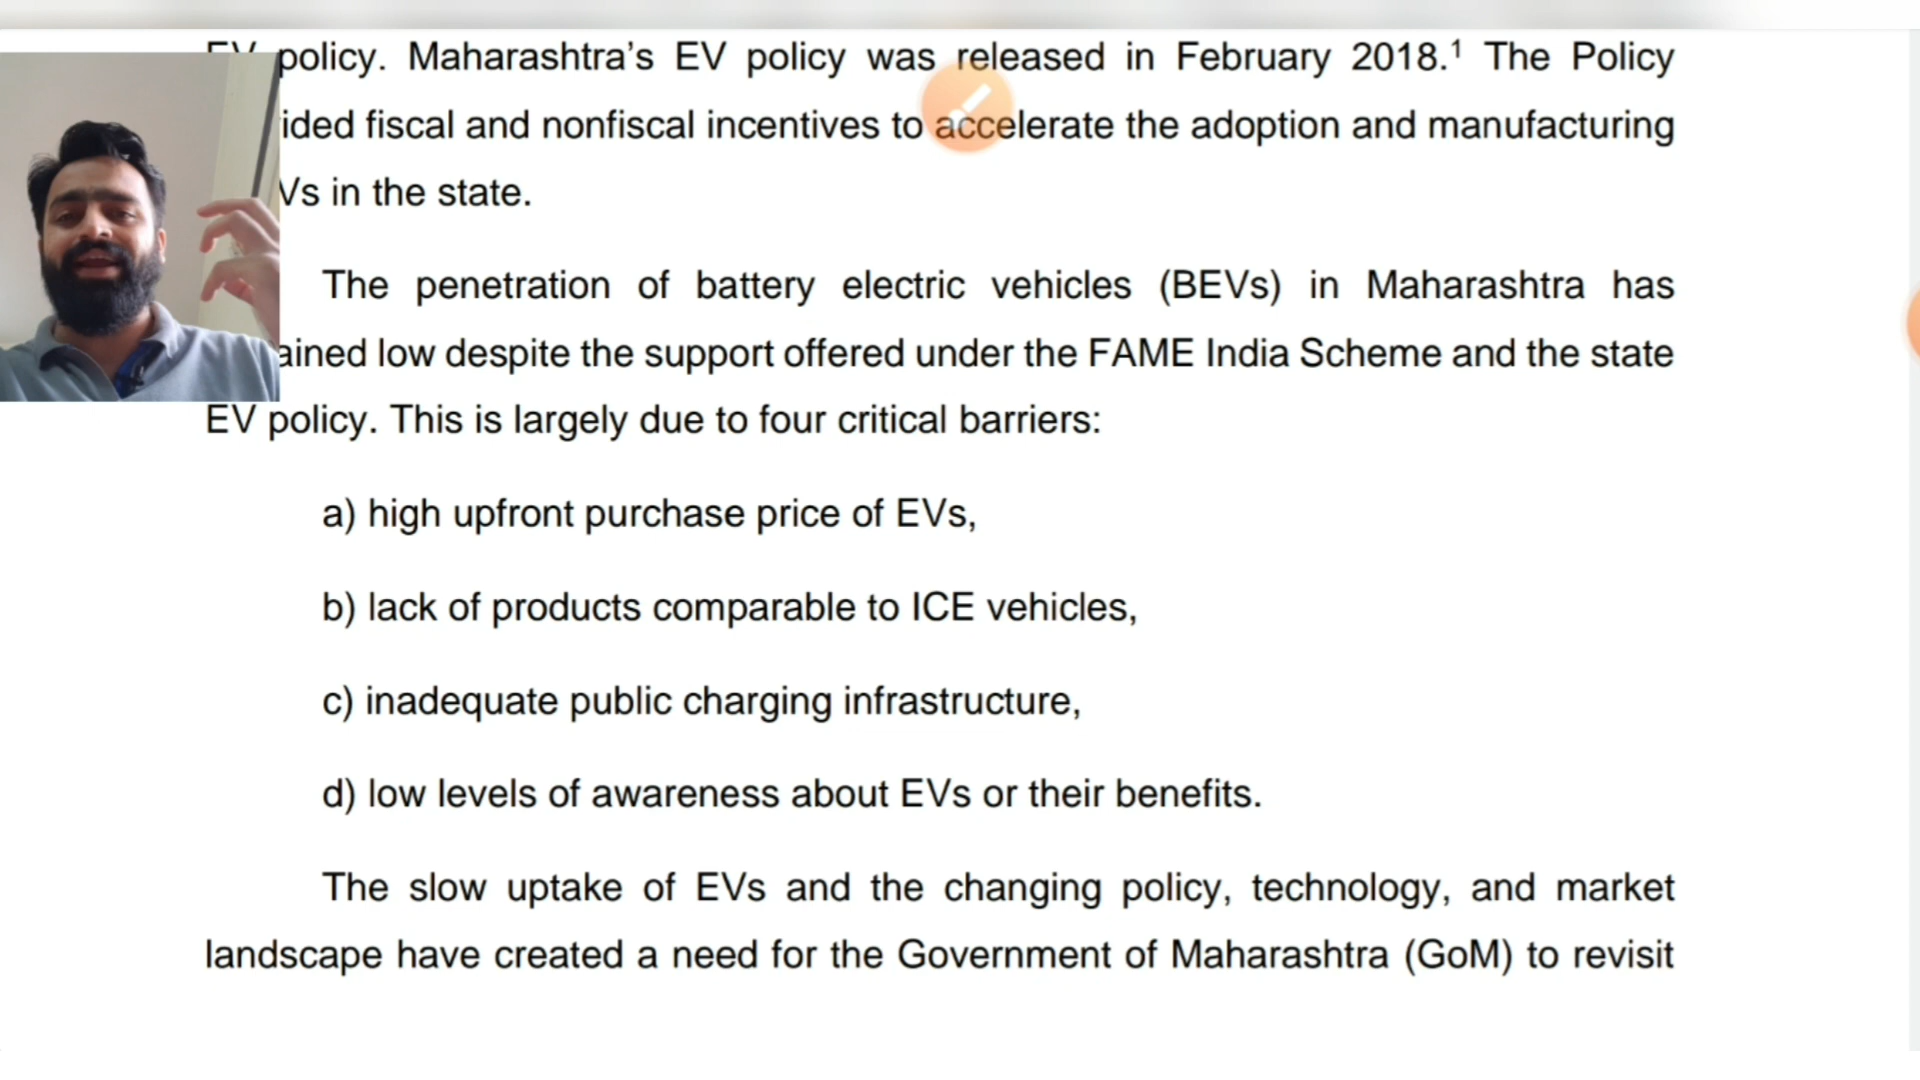 policy. Maharashtra’s EV policy was released in February 2018.¹ The Policy
fiscal and nonfiscal incentives to accelerate the adoption and manufacturing
in the state.
The penetration of battery electric vehicles (BEVs) in Maharashtra has
low despite the support offered under the FAME India Scheme and the state
EV policy. This is largely due to four critical barriers:
a) high upfront purchase price of EVs,
b) lack of products comparable to ICE vehicles,
c) inadequate public charging infrastructure,
d) low levels of awareness about EVs or their benefits.
The slow uptake of EVs and the changing policy, technology, and market
landscape have created a need for the Government of Maharashtra (GoM) to revisit